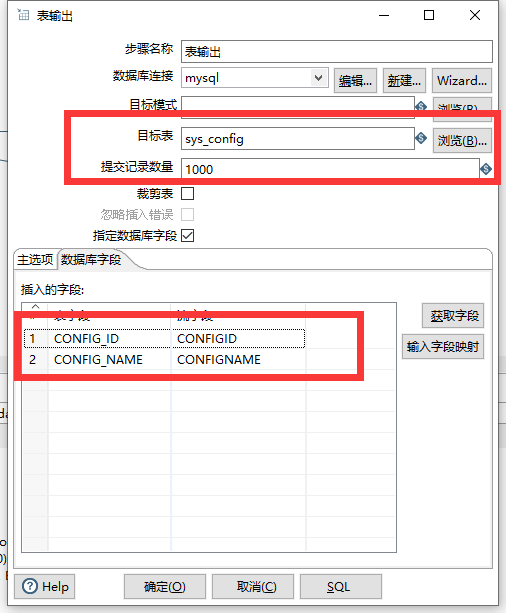 表输出
步骤名称 表输出
数据库连接 mysql 编辑... 新建... Wizard...
目标模式 浏览(B)...
目标表 sys_config 浏览(B)...
提交记录数量 1000
裁剪表
忽略插入错误
指定数据库字段
主选项 数据库字段
插入的字段:
# 表字段 流字段
1 CONFIG_ID CONFIGID
2 CONFIG_NAME CONFIGNAME
获取字段
输入字段映射
Help 确定(O) 取消(C) SQL